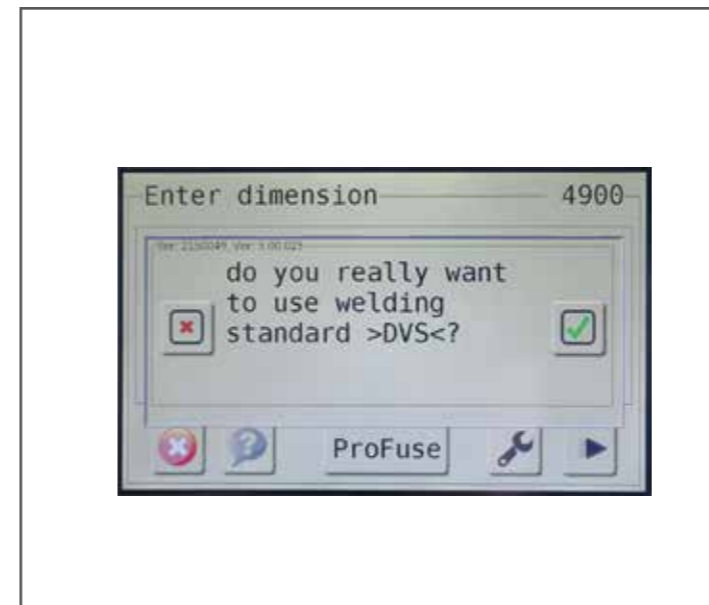 Enter dimension 4900
do you really want
to use welding
standard >DVS<?
ProFuse